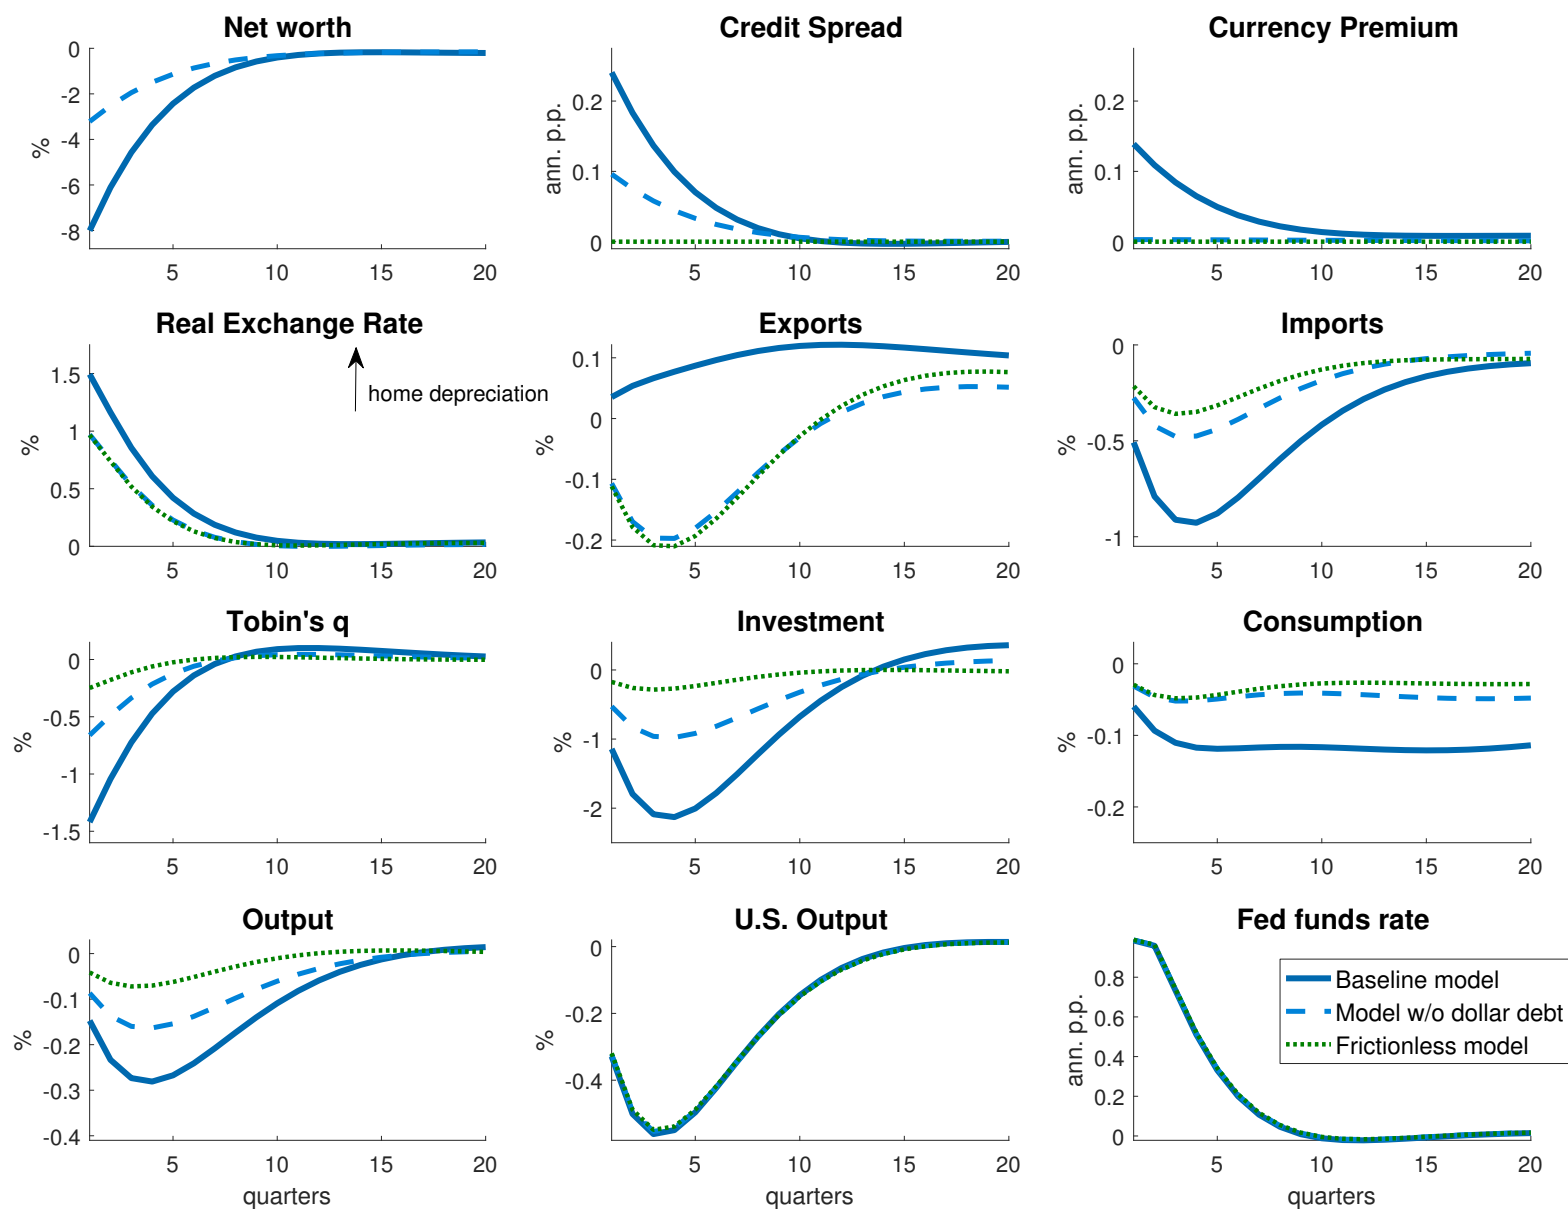 Net worth
Credit Spread
Currency Premium
0
-2
-4
-6
-8
%
5 10 15 20
0.2
0.1
0
ann. p.p.
5 10 15 20
0.2
0.1
0
ann. p.p.
5 10 15 20
Real Exchange Rate
Exports
Imports
1.5
1
0.5
0
%
home depreciation
5 10 15 20
0.1
0
-0.1
-0.2
%
5 10 15 20
0
-0.5
-1
%
5 10 15 20
Tobin's q
Investment
Consumption
0
-0.5
-1
-1.5
%
5 10 15 20
0
-1
-2
%
5 10 15 20
0
-0.1
-0.2
%
5 10 15 20
Output
U.S. Output
Fed funds rate
0
-0.1
-0.2
-0.3
-0.4
%
5 10 15 20
quarters
0
-0.2
-0.4
%
5 10 15 20
0.8
0.6
0.4
0.2
0
ann. p.p.
Baseline model
Model w/o dollar debt
Frictionless model
5 10 15 20
quarters